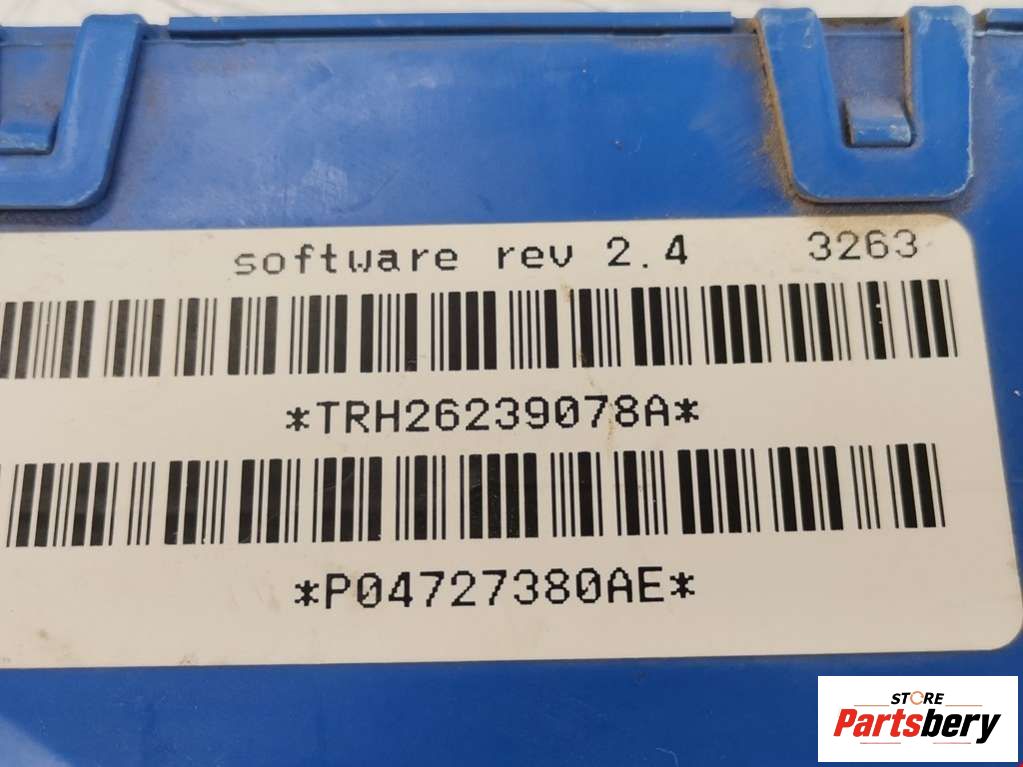 software rev 2.4 3263
*TRH26239078A*
*P04727380AE*
STORE
Partsbery